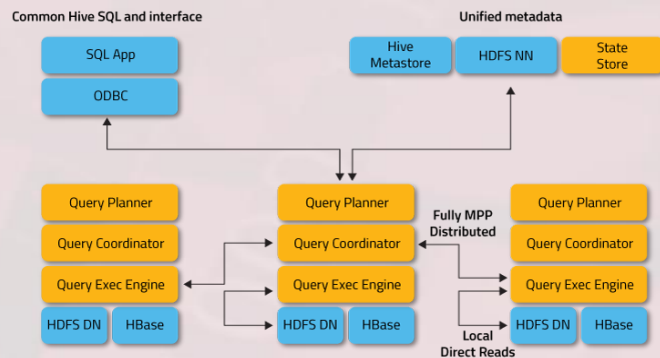 Common Hive SQL and interface
Unified metadata
SQL App
ODBC
Hive
Metastore
HDFS NN
State
Store
Query Planner
Query Coordinator
Query Exec Engine
HDFS DN
HBase
Query Planner
Query Coordinator
Query Exec Engine
HDFS DN
HBase
Fully MPP
Distributed
Local
Direct Reads
Query Planner
Query Coordinator
Query Exec Engine
HDFS DN
HBase